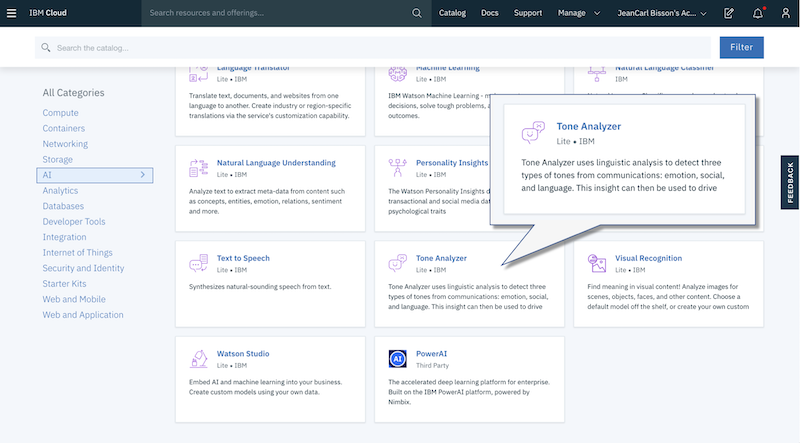 IBM Cloud
Search resources and offerings...
Catalog
Docs
Support
Manage
JeanCarl Bisson's Ac...
Search the catalog...
Filter
All Categories
Compute
Containers
Networking
Storage
AI
Analytics
Databases
Developer Tools
Integration
Internet of Things
Security and Identity
Starter Kits
Web and Mobile
Web and Application
Language Translator
Lite • IBM
Translate text, documents, and websites from one
language to another. Create industry or region-specific
translations via the service's customization capability.
Machine Learning
Lite • IBM
IBM Watson Machine Learning - m
decisions, solve tough problems, a
outcomes.
Natural Language Classifier
IBM
Tone Analyzer
Lite • IBM
Tone Analyzer uses linguistic analysis to detect three
types of tones from communications: emotion, social,
and language. This insight can then be used to drive
Natural Language Understanding
Lite • IBM
Analyze text to extract meta-data from content such
as concepts, entities, emotion, relations, sentiment
and more.
Personality Insights
Lite • IBM
The Watson Personality Insights d
transactional and social media dat
psychological traits
FEEDBACK
Text to Speech
Lite • IBM
Synthesizes natural-sounding speech from text.
Tone Analyzer
Lite • IBM
Tone Analyzer uses linguistic analysis to detect three
types of tones from communications: emotion, social,
and language. This insight can then be used to drive
Visual Recognition
Lite • IBM
Find meaning in visual content! Analyze images for
scenes, objects, faces, and other content. Choose a
default model off the shelf, or create your own custom
Watson Studio
Lite • IBM
Embed AI and machine learning into your business.
Create custom models using your own data.
AI
PowerAI
Third Party
The accelerated deep learning platform for enterprise.
Built on the IBM PowerAI platform, powered by
Nimbix.